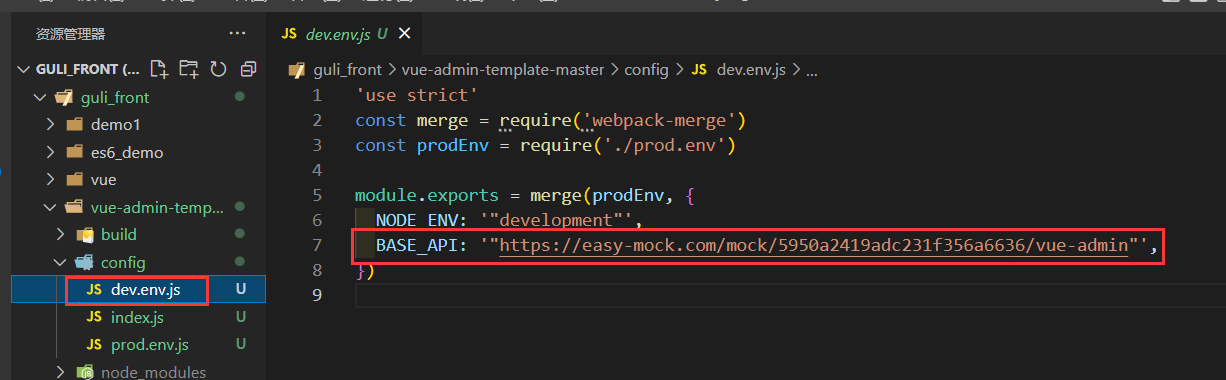 资源管理器 ···
GULI_FRONT (...
guli_front
demo1
es6_demo
vue
vue-admin-temp...
build
config
JS dev.env.js U
JS index.js U
JS prod.env.js U
node_modules
JS dev.env.js U ×
guli_front > vue-admin-template-master > config > JS dev.env.js > ...
1 'use strict'
2 const merge = require('webpack-merge')
3 const prodEnv = require('./prod.env')
4
5 module.exports = merge(prodEnv, {
6 NODE_ENV: '"development"',
7 BASE_API: '"https://easy-mock.com/mock/5950a2419adc231f356a6636/vue-admin"',
8 })
9